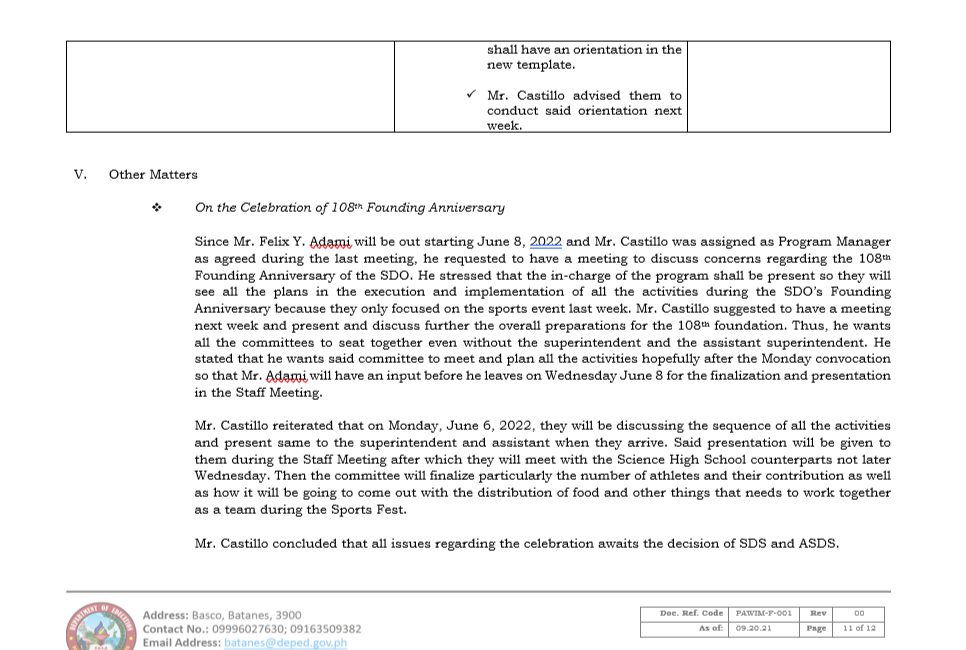 shall have an orientation in the
new template.
✓ Mr. Castillo advised them to
conduct said orientation next
week.
V. Other Matters
❖ On the Celebration of 108th Founding Anniversary
Since Mr. Felix Y. Adami will be out starting June 8, 2022 and Mr. Castillo was assigned as Program Manager
as agreed during the last meeting, he requested to have a meeting to discuss concerns regarding the 108th
Founding Anniversary of the SDO. He stressed that the in-charge of the program shall be present so they will
see all the plans in the execution and implementation of all the activities during the SDO's Founding
Anniversary because they only focused on the sports event last week. Mr. Castillo suggested to have a meeting
next week and present and discuss further the overall preparations for the 108th foundation. Thus, he wants
all the committees to seat together even without the superintendent and the assistant superintendent. He
stated that he wants said committee to meet and plan all the activities hopefully after the Monday convocation
so that Mr. Adami will have an input before he leaves on Wednesday June 8 for the finalization and presentation
in the Staff Meeting.
Mr. Castillo reiterated that on Monday, June 6, 2022, they will be discussing the sequence of all the activities
and present same to the superintendent and assistant when they arrive. Said presentation will be given to
them during the Staff Meeting after which they will meet with the Science High School counterparts not later
Wednesday. Then the committee will finalize particularly the number of athletes and their contribution as well
as how it will be going to come out with the distribution of food and other things that needs to work together
as a team during the Sports Fest.
Mr. Castillo concluded that all issues regarding the celebration awaits the decision of SDS and ASDS.
DEPARTMENT OF EDUCATION
Address: Basco, Batanes, 3900
Contact No.: 09996027630; 09163509382
Email Address: batanes@deped.gov.ph
Doc. Ref. Code PAWIM-F-001 Rev 00
As of: 09.20.21 Page 11 of 12